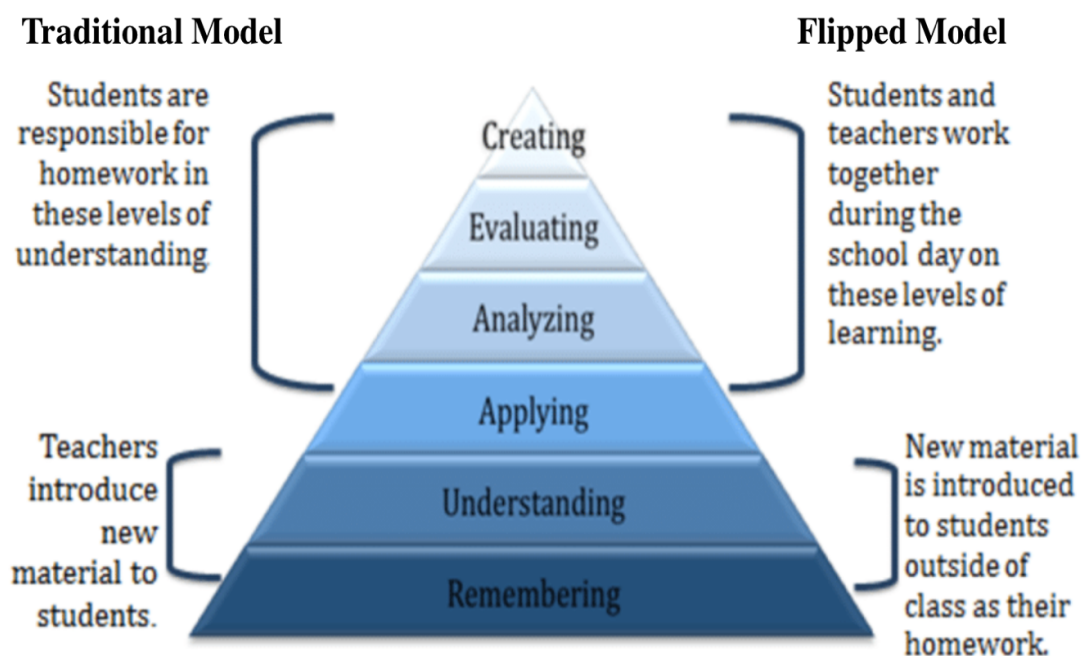 Traditional Model
Flipped Model
Students are
responsible for
homework in
these levels of
understanding
Teachers
introduce
new
material to
students.
Creating
Evaluating
Analyzing
Applying
Understanding
Remembering
Students and
teachers work
together
during the
school day on
these levels of
learning.
New material
is introduced
to students
outside of
class as their
homework.